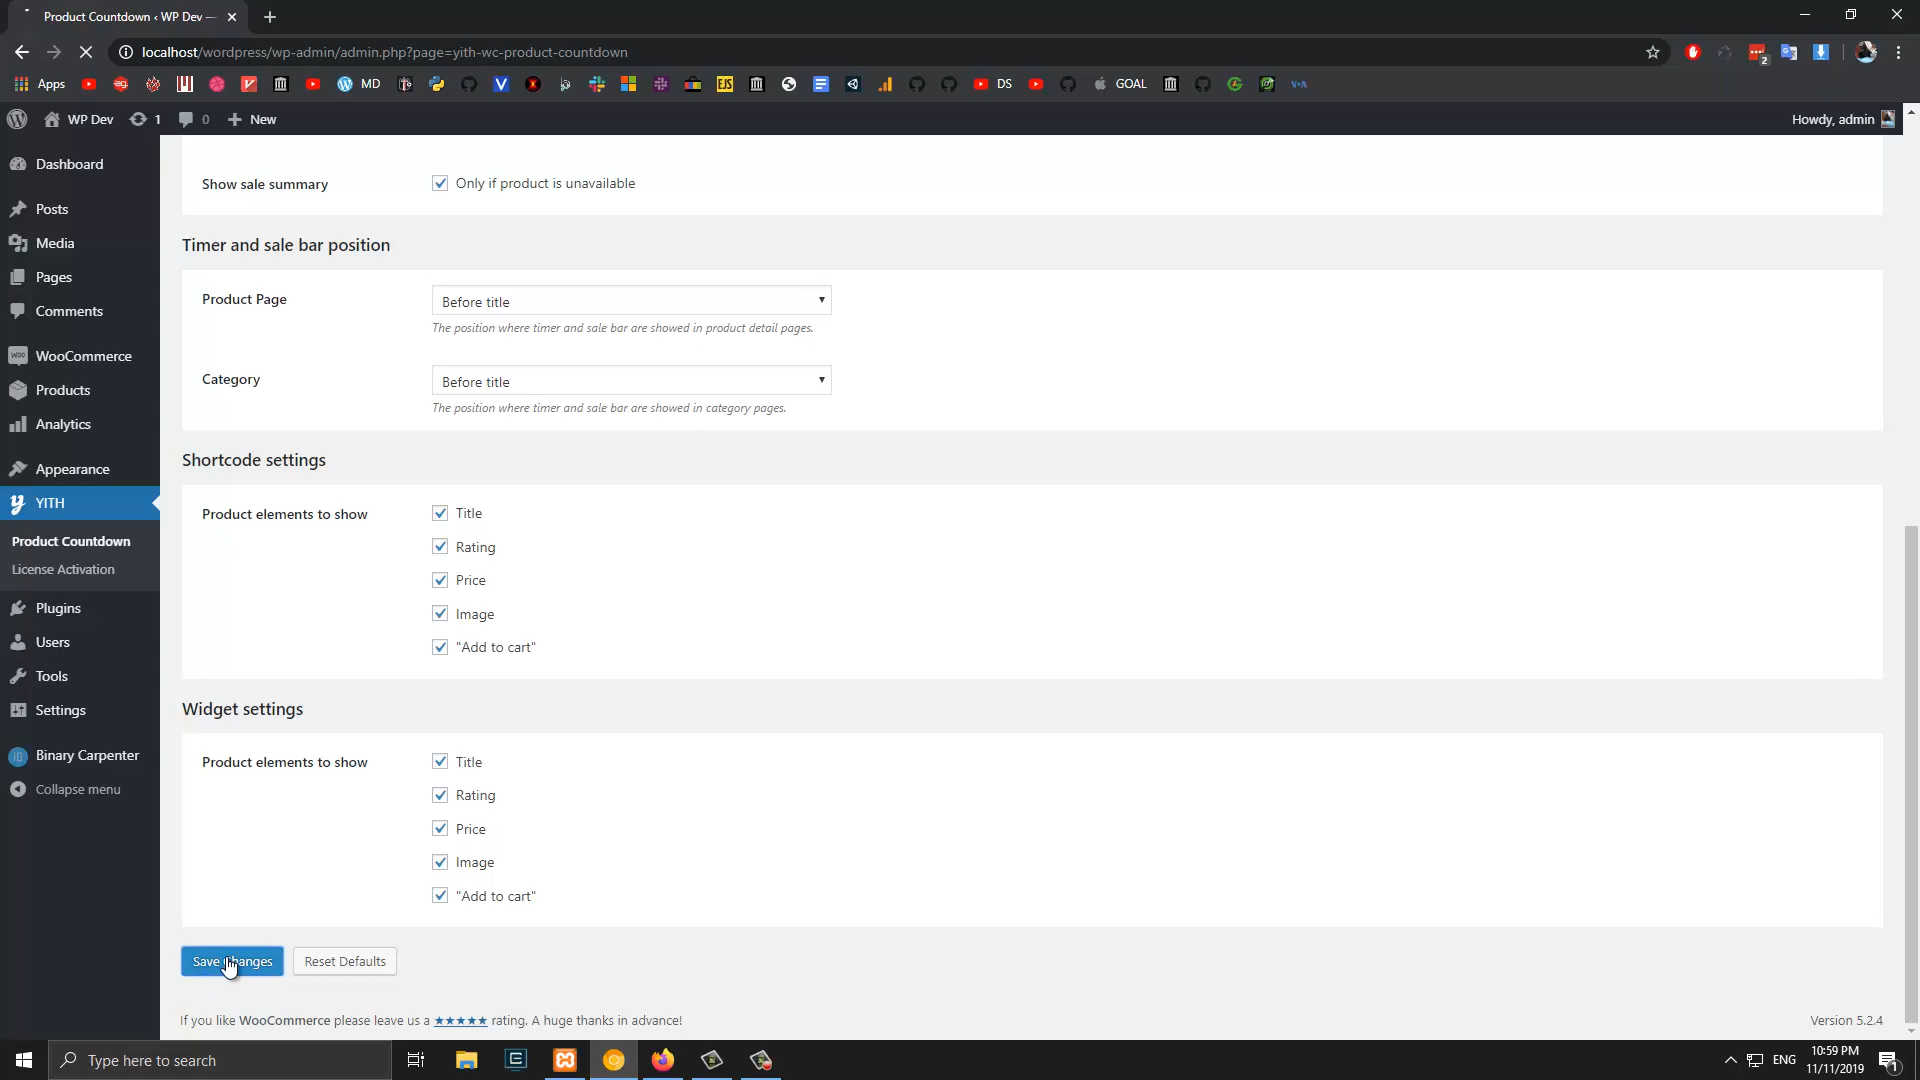 Product Countdown ‹ WP Dev —
localhost/wordpress/wp-admin/admin.php?page=yith-wc-product-countdown
2
Apps
MD
V
EJS
DS
GOAL
VOA
WP Dev
1
0
New
Howdy, admin
Dashboard
Posts
Media
Pages
Comments
WOO
WooCommerce
Products
Analytics
Appearance
YITH
Product Countdown
License Activation
Plugins
Users
Tools
Settings
Binary Carpenter
Collapse menu
Show sale summary
Only if product is unavailable
Timer and sale bar position
Product Page
Before title
The position where timer and sale bar are showed in product detail pages.
Category
Before title
The position where timer and sale bar are showed in category pages.
Shortcode settings
Product elements to show
Title
Rating
Price
Image
"Add to cart"
Widget settings
Product elements to show
Title
Rating
Price
Image
"Add to cart"
Save Changes
Reset Defaults
If you like WooCommerce please leave us a ★★★★★ rating. A huge thanks in advance!
Version 5.2.4
Type here to search
ENG
10:59 PM
11/11/2019
1